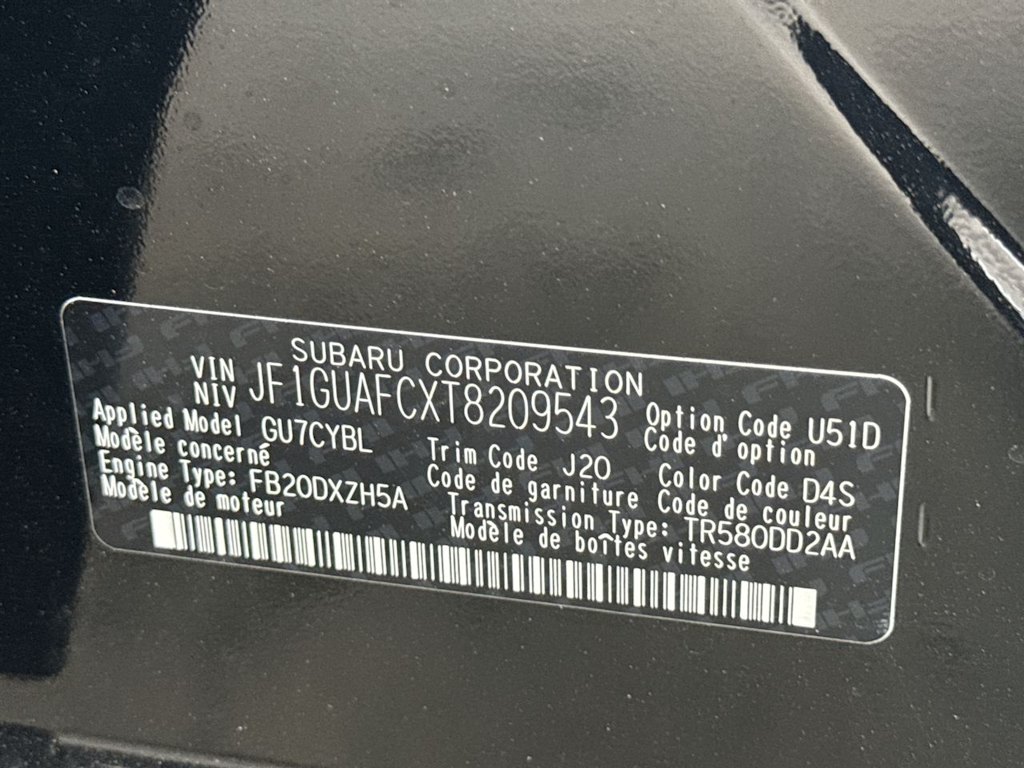 SUBARU CORPORATION
VIN
NIV JF1GUAFCXT8209543
Option Code U51D
Code d'option
Applied Model GU7CYBL
Modèle concerné
Trim Code J20
Code de garniture
Color Code D4S
Code de couleur
Engine Type: FB20DXZH5A
Modèle de moteur
Transmission Type: TR580DD2AA
Modèle de boîtes vitesse